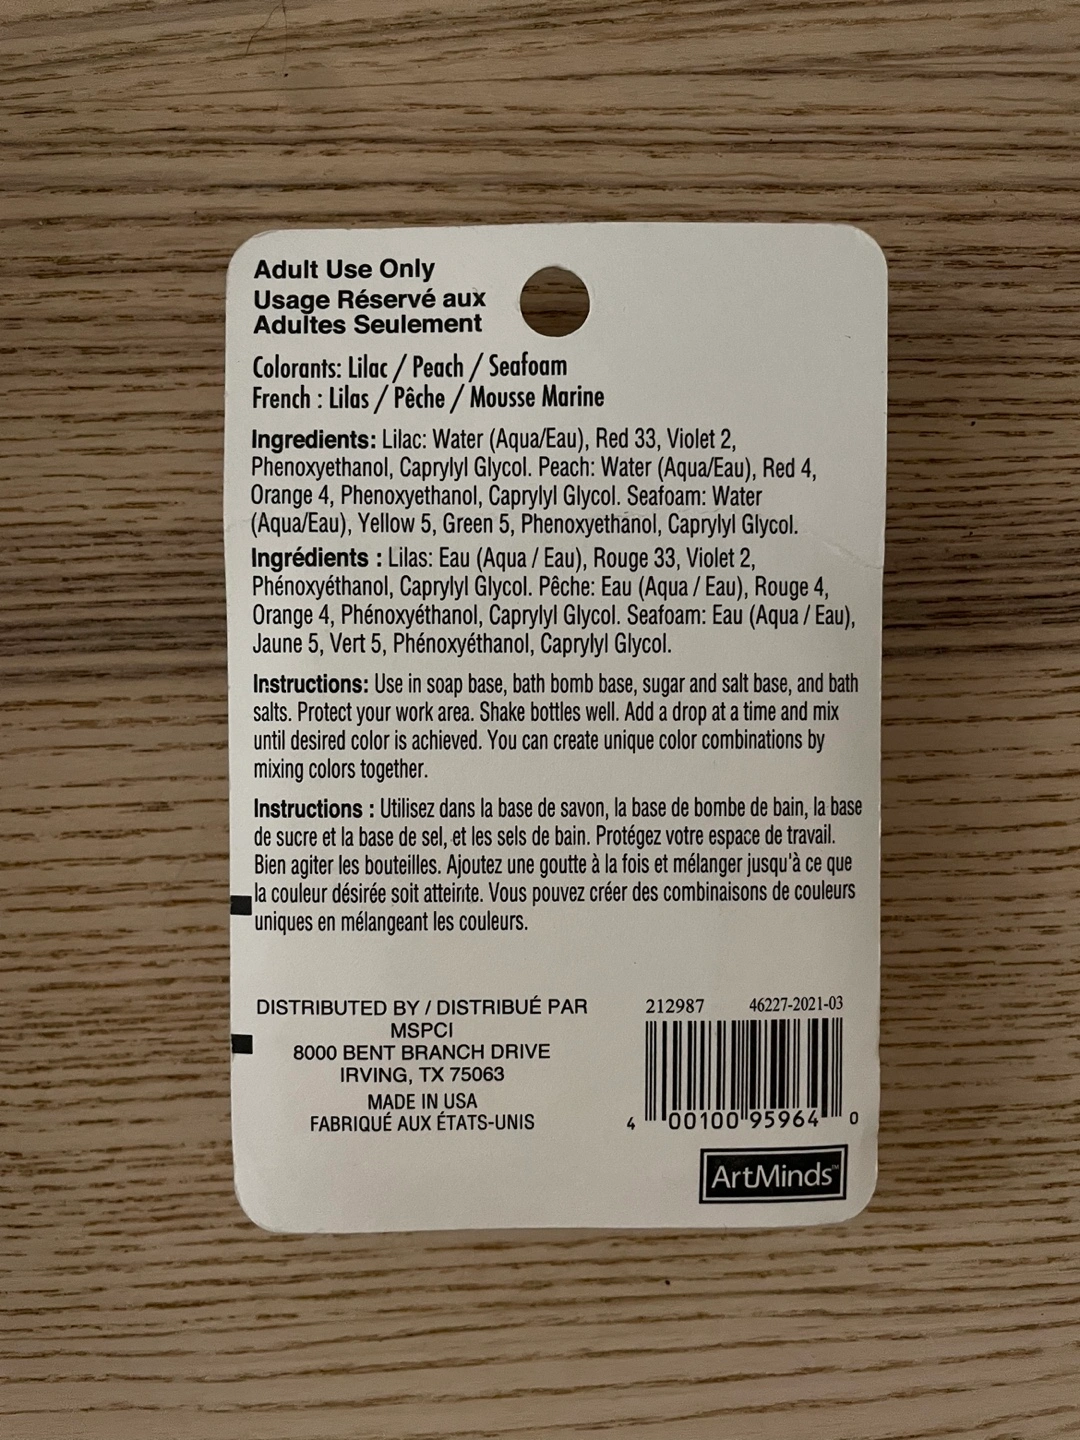 Adult Use Only
Usage Réservé aux
Adultes Seulement
Colorants: Lilac / Peach / Seafoam
French : Lilas / Pêche / Mousse Marine
Ingredients: Lilac: Water (Aqua/Eau), Red 33, Violet 2,
Phenoxyethanol, Caprylyl Glycol. Peach: Water (Aqua/Eau), Red 4,
Orange 4, Phenoxyethanol, Caprylyl Glycol. Seafoam: Water
(Aqua/Eau), Yellow 5, Green 5, Phenoxyethanol, Caprylyl Glycol.
Ingrédients : Lilas: Eau (Aqua / Eau), Rouge 33, Violet 2,
Phénoxyéthanol, Caprylyl Glycol. Pêche: Eau (Aqua / Eau), Rouge 4,
Orange 4, Phénoxyéthanol, Caprylyl Glycol. Seafoam: Eau (Aqua / Eau),
Jaune 5, Vert 5, Phénoxyéthanol, Caprylyl Glycol.
Instructions: Use in soap base, bath bomb base, sugar and salt base, and bath
salts. Protect your work area. Shake bottles well. Add a drop at a time and mix
until desired color is achieved. You can create unique color combinations by
mixing colors together.
Instructions : Utilisez dans la base de savon, la base de bombe de bain, la base
de sucre et la base de sel, et les sels de bain. Protégez votre espace de travail.
Bien agiter les bouteilles. Ajoutez une goutte à la fois et mélanger jusqu'à ce que
la couleur désirée soit atteinte. Vous pouvez créer des combinaisons de couleurs
uniques en mélangeant les couleurs.
DISTRIBUTED BY / DISTRIBUÉ PAR
MSPCI
8000 BENT BRANCH DRIVE
IRVING, TX 75063
MADE IN USA
FABRIQUÉ AUX ÉTATS-UNIS
212987 46227-2021-03
4 00100 95964 0
ArtMinds™